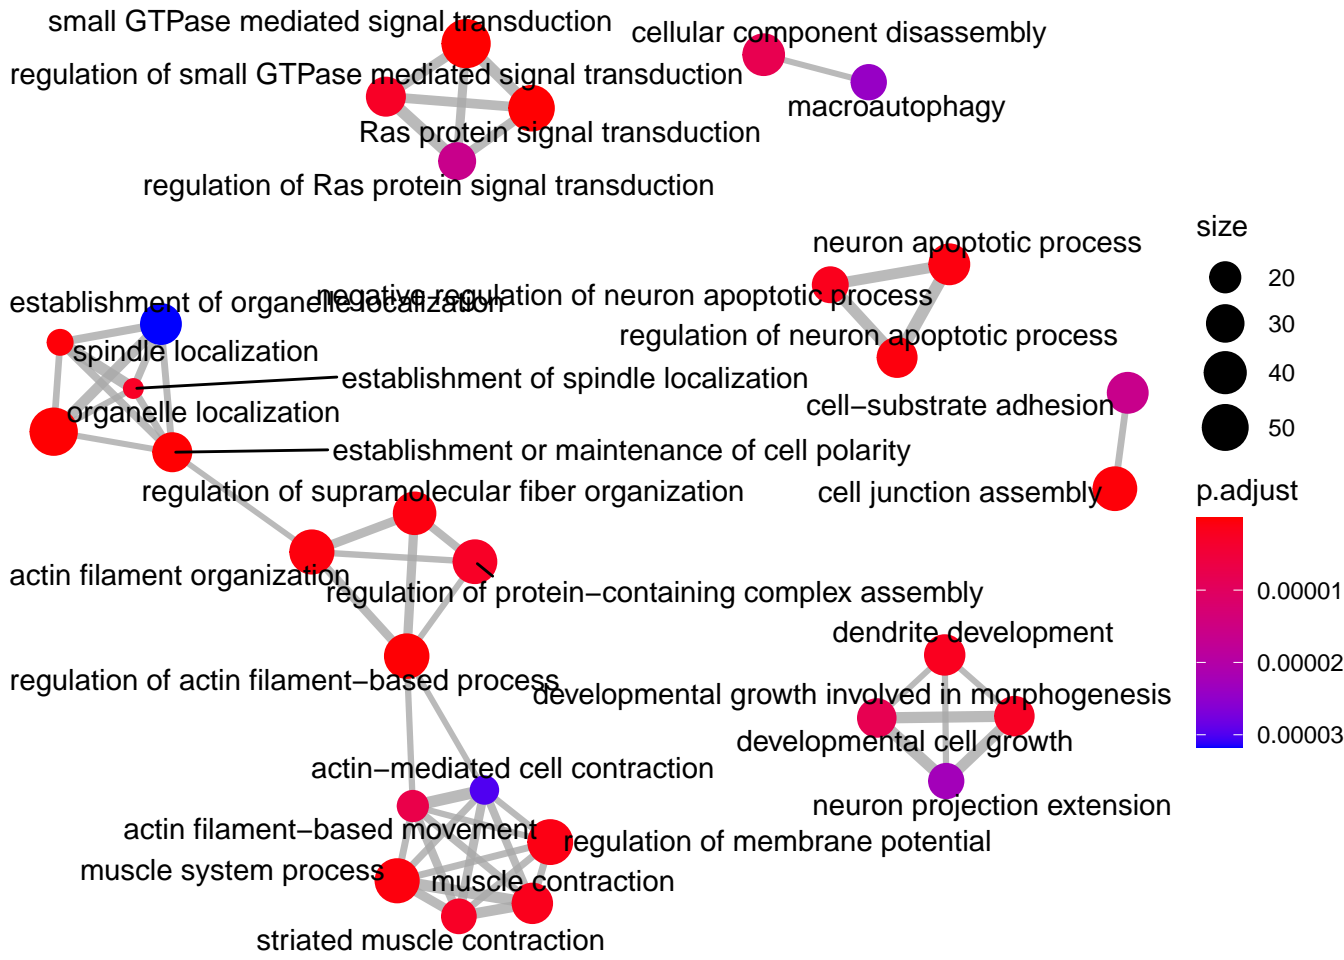 small GTPase mediated signal transduction
cellular component disassembly
regulation of small GTPase mediated signal transduction
macroautophagy
Ras protein signal transduction
regulation of Ras protein signal transduction
neuron apoptotic process
establishment of organelle localization
negative regulation of neuron apoptotic process
regulation of neuron apoptotic process
spindle localization
establishment of spindle localization
cell−substrate adhesion
organelle localization
establishment or maintenance of cell polarity
regulation of supramolecular fiber organization
cell junction assembly
actin filament organization
regulation of protein−containing complex assembly
dendrite development
regulation of actin filament−based process
developmental growth involved in morphogenesis
developmental cell growth
actin−mediated cell contraction
neuron projection extension
actin filament−based movement
regulation of membrane potential
muscle system process
muscle contraction
striated muscle contraction
size
20
30
40
50
p.adjust
0.00001
0.00002
0.00003